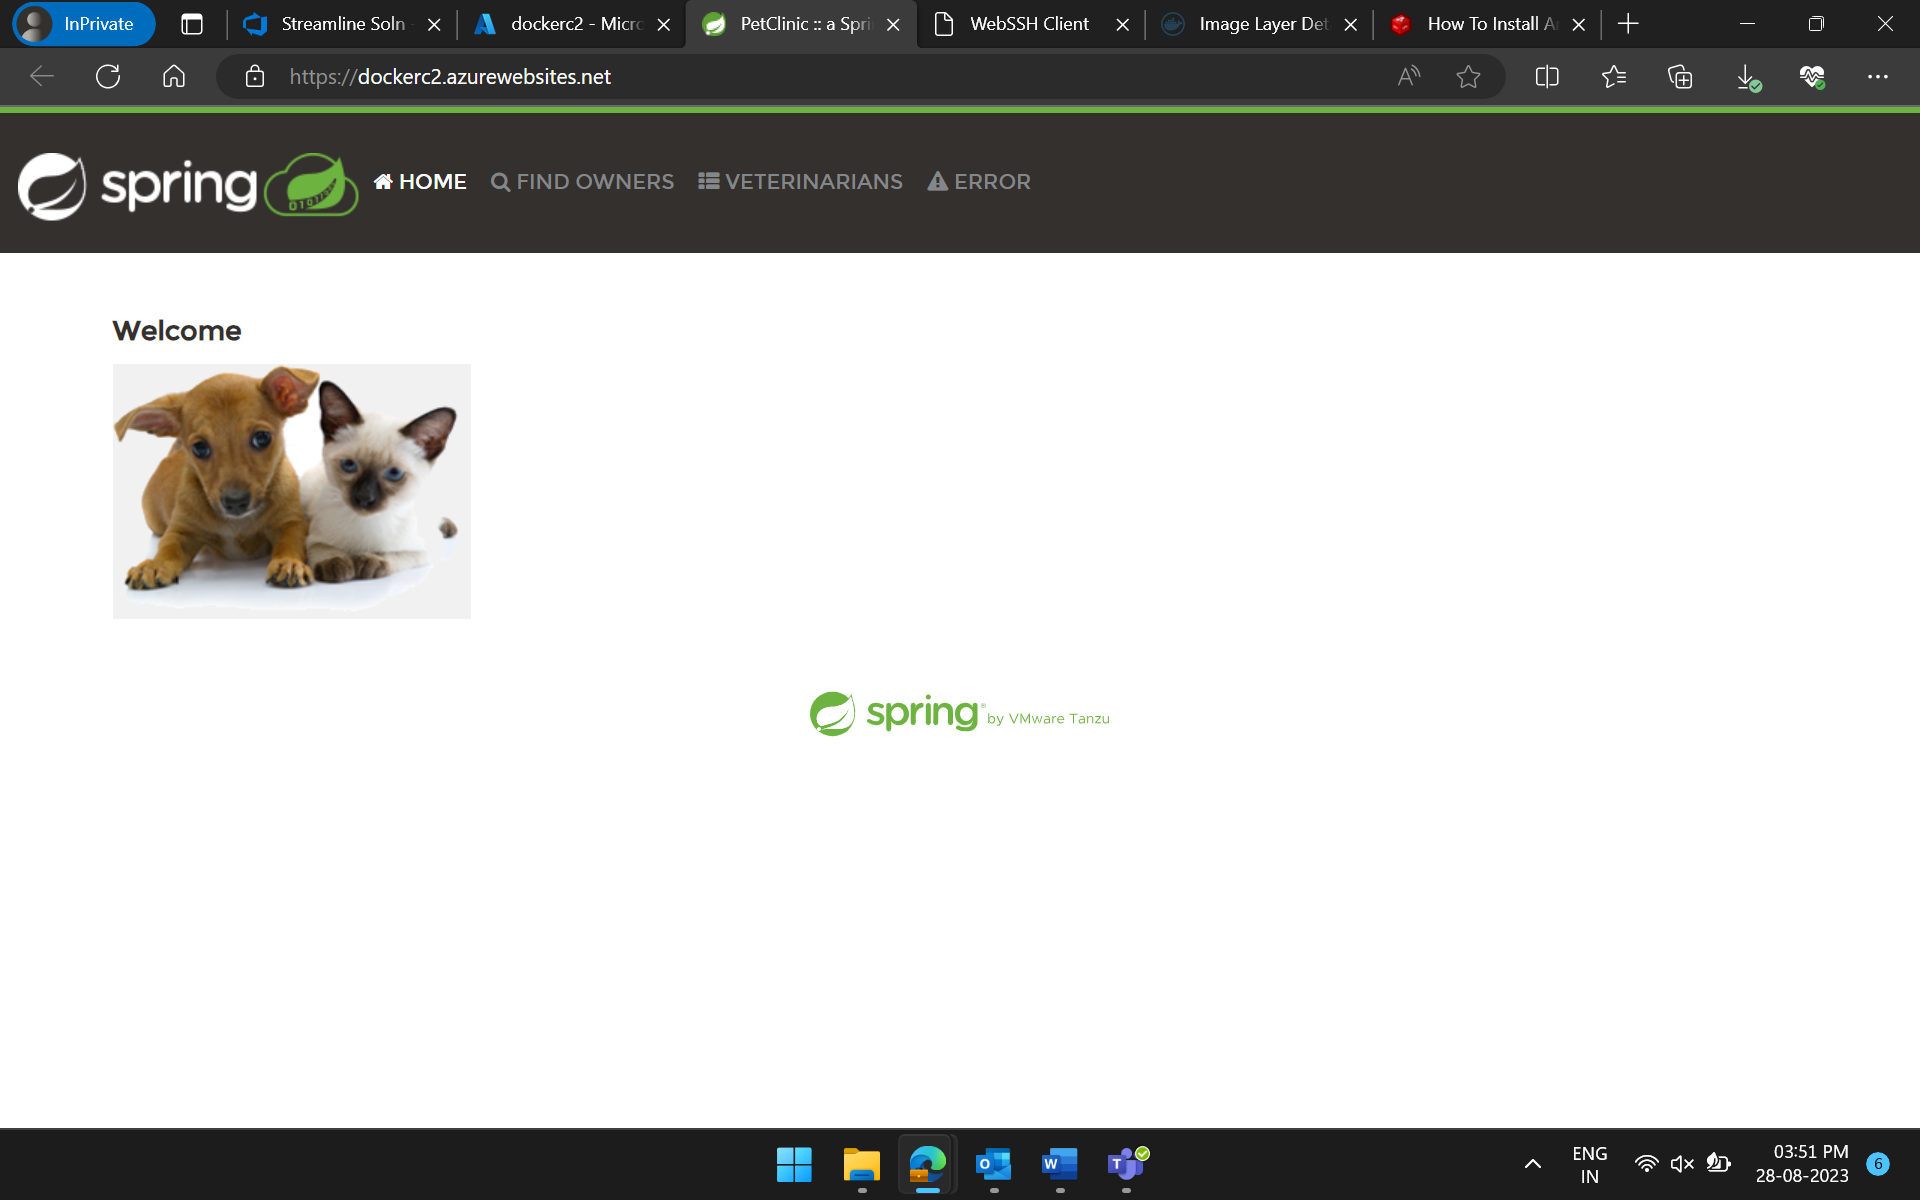 InPrivate
Streamline Soln
dockerc2 - Micro
PetClinic :: a Spri
WebSSH Client
Image Layer Det
How To Install A
https://dockerc2.azurewebsites.net
spring
HOME
FIND OWNERS
VETERINARIANS
ERROR
Welcome
spring by VMware Tanzu
ENG
IN
03:51 PM
28-08-2023
6